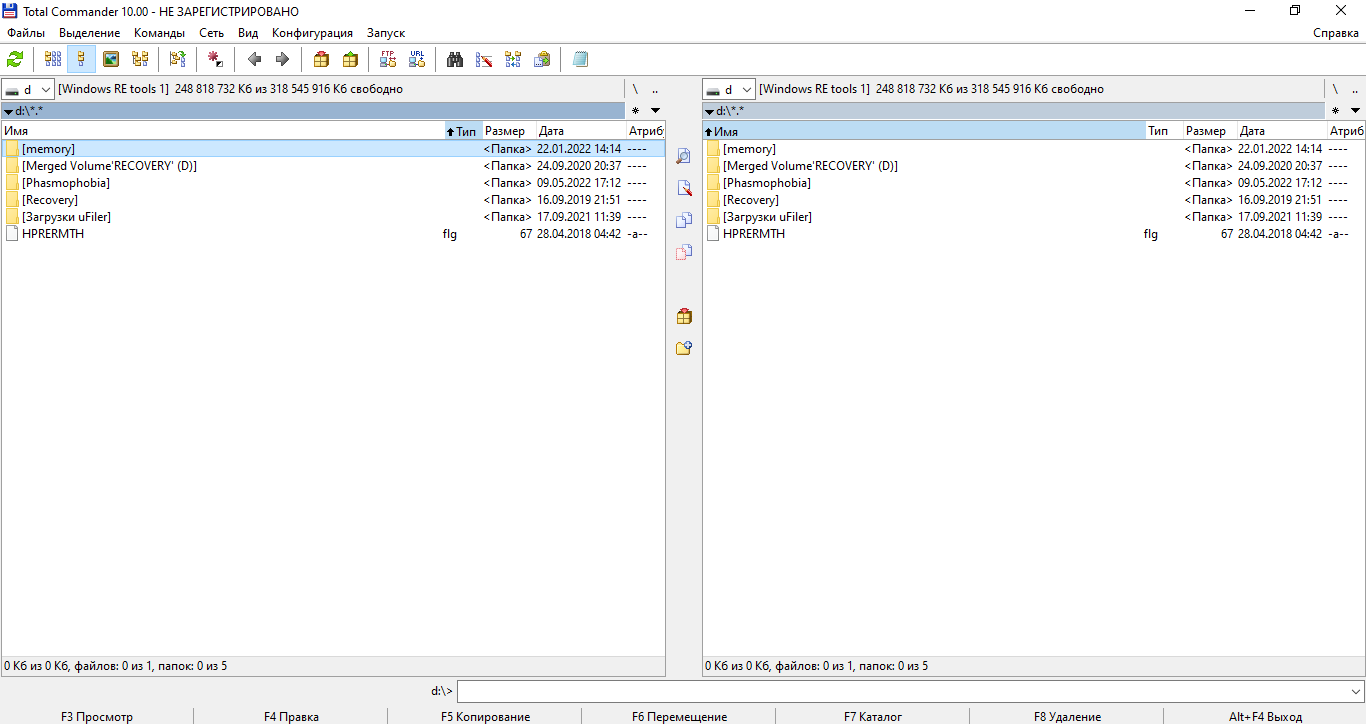 Total Commander 10.00 - НЕ ЗАРЕГИСТРИРОВАНО
Файлы Выделение Команды Сеть Вид Конфигурация Запуск Справка
FTP URL
d [Windows RE tools 1] 248 818 732 Кб из 318 545 916 Кб свободно \ ..
d:\*.* *
Имя Тип Размер Дата Атриб
[memory] <Папка> 22.01.2022 14:14 ----
[Merged Volume'RECOVERY' (D)] <Папка> 24.09.2020 20:37 ----
[Phasmophobia] <Папка> 09.05.2022 17:12 ----
[Recovery] <Папка> 16.09.2019 21:51 ----
[Загрузки uFiler] <Папка> 17.09.2021 11:39 ----
HPRERMTH flg 67 28.04.2018 04:42 -a--
0 Кб из 0 Кб, файлов: 0 из 1, папок: 0 из 5
d [Windows RE tools 1] 248 818 732 Кб из 318 545 916 Кб свободно \ ..
d:\*.* *
Имя Тип Размер Дата Атриб
[memory] <Папка> 22.01.2022 14:14 ----
[Merged Volume'RECOVERY' (D)] <Папка> 24.09.2020 20:37 ----
[Phasmophobia] <Папка> 09.05.2022 17:12 ----
[Recovery] <Папка> 16.09.2019 21:51 ----
[Загрузки uFiler] <Папка> 17.09.2021 11:39 ----
HPRERMTH flg 67 28.04.2018 04:42 -a--
0 Кб из 0 Кб, файлов: 0 из 1, папок: 0 из 5
d:\>
F3 Просмотр F4 Правка F5 Копирование F6 Перемещение F7 Каталог F8 Удаление Alt+F4 Выход